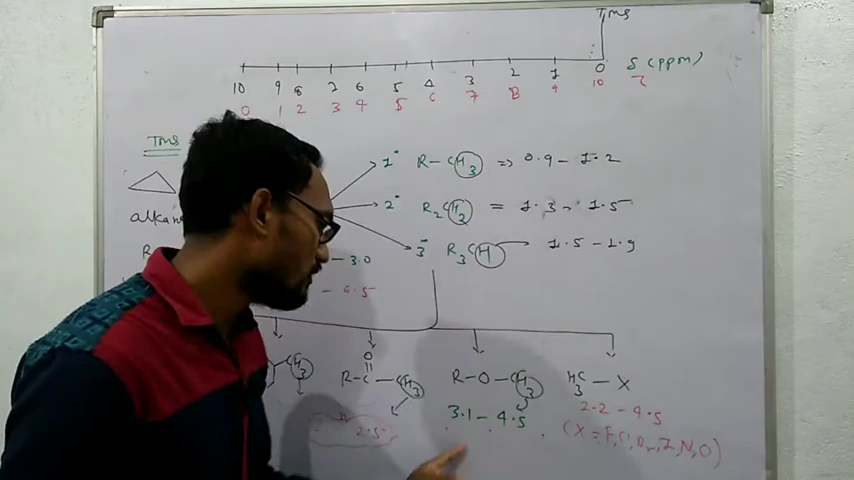 Tms
δ (ppm)
10 9 8 7 6 5 4 3 2 1 0
0 1 2 3 4 5 6 7 8 9 10 τ
Tms
1° R-CH3 => 0.9 - 1.2
2° R2CH3 = 1.3 - 1.5
alkan
3° R3CH → 1.5 - 1.9
- 3.0
- 6.5
CH3
O
R-C-CH3
R-O-CH3
H3C-X
2.5
3.1 - 4.5
2.2 - 4.5
(X = F, Cl, Br, I, N, O)